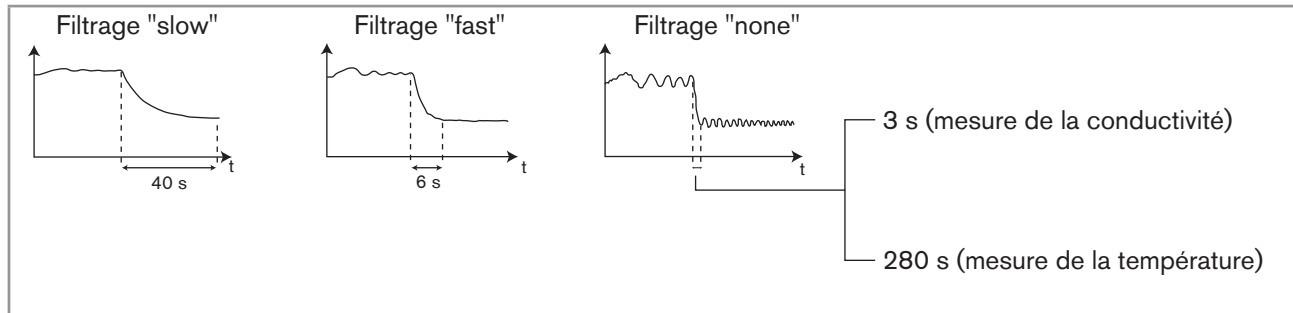 Filtrage "slow"
Filtrage "fast"
Filtrage "none"
t
40 s
t
6 s
t
3 s (mesure de la conductivité)
280 s (mesure de la température)